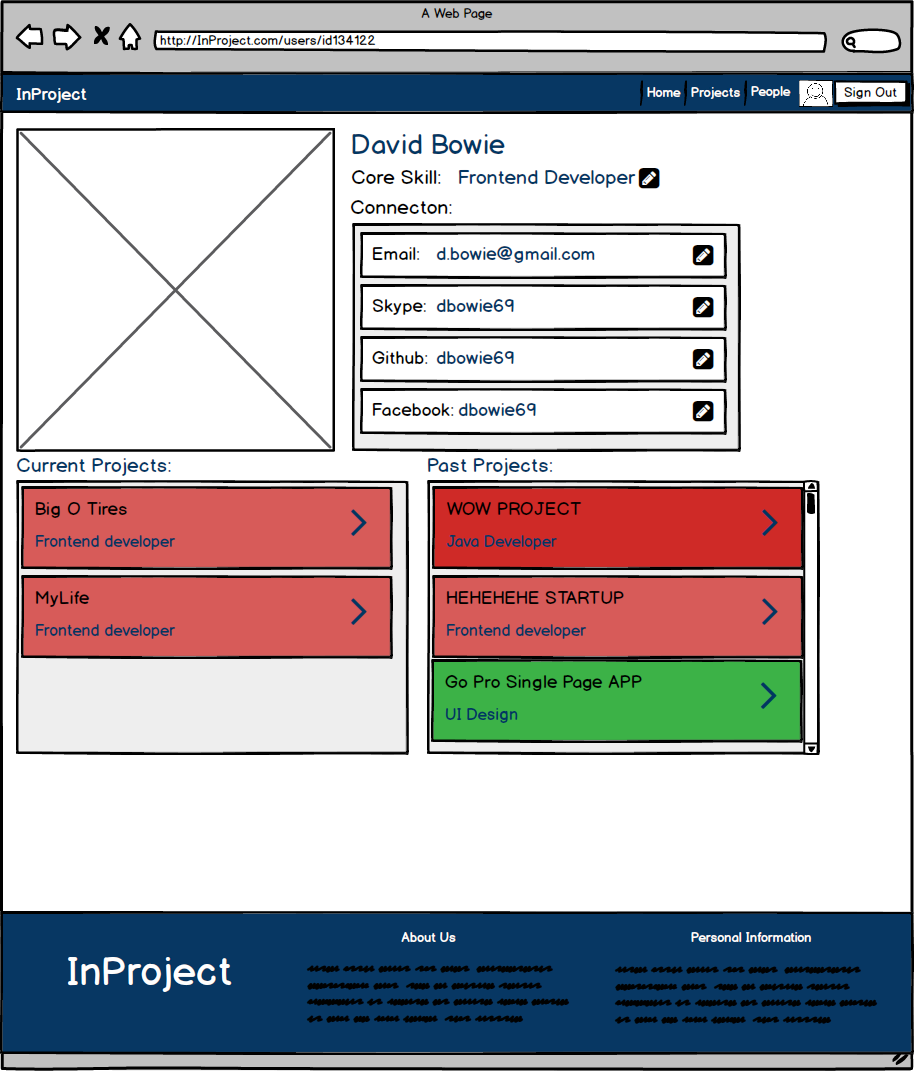 A Web Page
http://InProject.com/users/id134122
InProject
Home
Projects
People
Sign Out
David Bowie
Core Skill: Frontend Developer
Connecton:
Email: d.bowie@gmail.com
Skype: dbowie69
Github: dbowie69
Facebook: dbowie69
Current Projects:
Big O Tires
Frontend developer
MyLife
Frontend developer
Past Projects:
WOW PROJECT
Java Developer
HEHEHEHE STARTUP
Frontend developer
Go Pro Single Page APP
UI Design
InProject
About Us
Personal Information